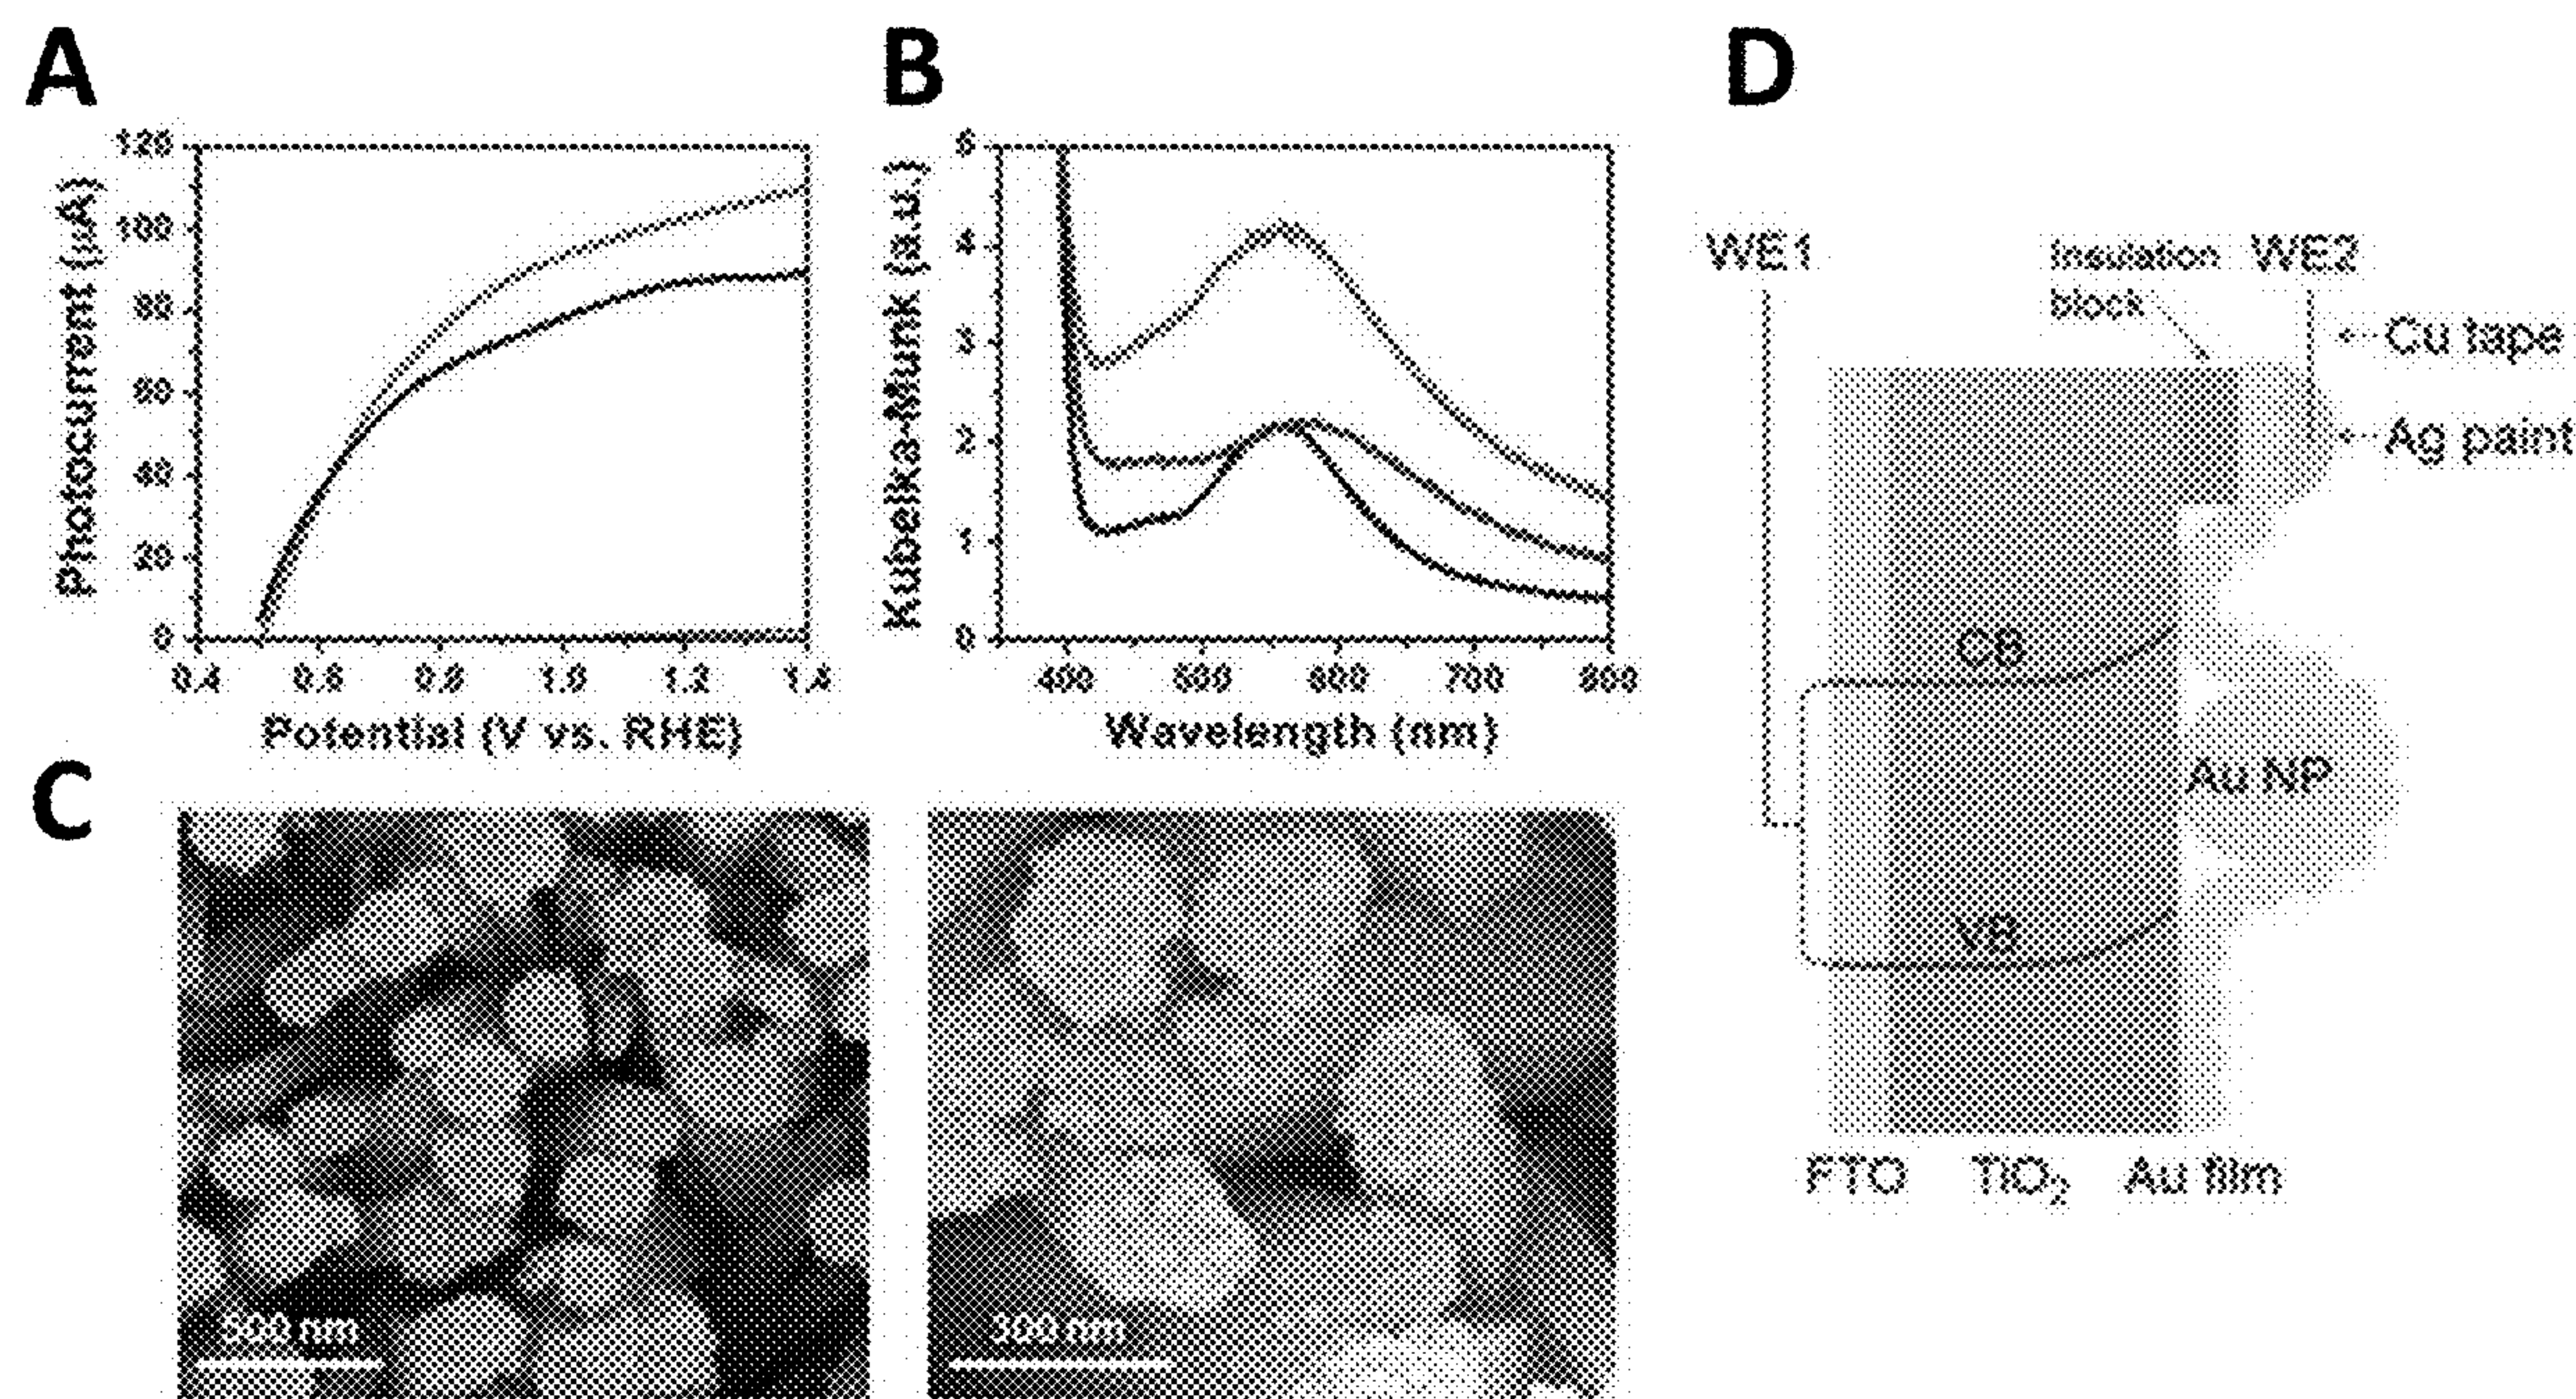 A
120
100
80
60
40
20
0
Photocurrent (µA)
0.4 0.6 0.8 1.0 1.2 1.4
Potential (V vs. RHE)
B
5
4
3
2
1
0
Kubelka-Munk (a.u.)
400 500 600 700 800
Wavelength (nm)
C
500 nm
300 nm
D
WE1
Insulation
block
WE2
Cu tape
Ag paint
CB
Au NP
VB
FTO TiO₂ Au film